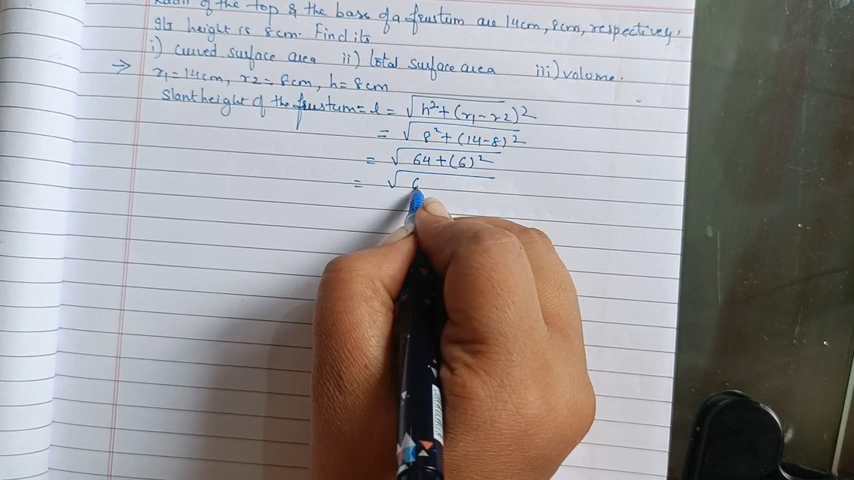 Radii of the top & the base of a frustum are 14cm, 8cm, respectively.
Its height is 8cm. Find its
i) curved surface area ii) total surface area iii) volume.
⇒ r1=14cm, r2=8cm, h=8cm
Slant height of the frustum = l = √h²+(r1-r2)²
= √8²+(14-8)²
= √64+(6)²
= √6